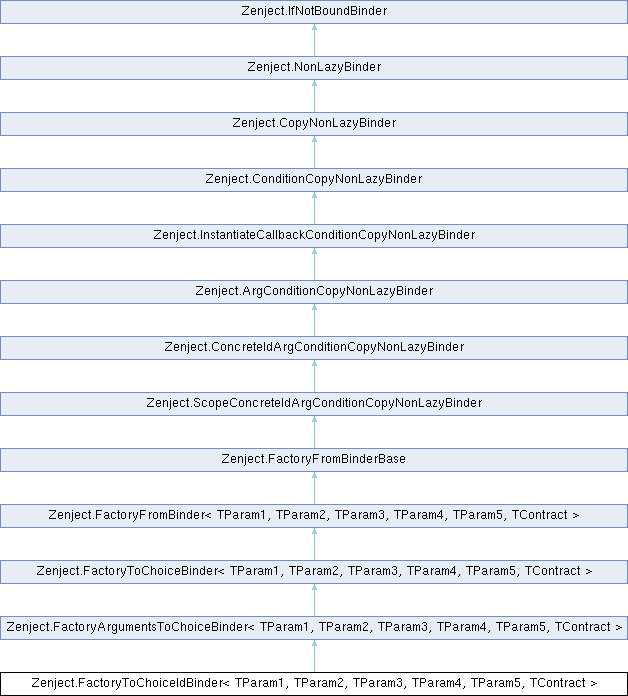 Zenject.IfNotBoundBinder
Zenject.NonLazyBinder
Zenject.CopyNonLazyBinder
Zenject.ConditionCopyNonLazyBinder
Zenject.InstantiateCallbackConditionCopyNonLazyBinder
Zenject.ArgConditionCopyNonLazyBinder
Zenject.ConcreteIdArgConditionCopyNonLazyBinder
Zenject.ScopeConcreteIdArgConditionCopyNonLazyBinder
Zenject.FactoryFromBinderBase
Zenject.FactoryFromBinder< TParam1, TParam2, TParam3, TParam4, TParam5, TContract >
Zenject.FactoryToChoiceBinder< TParam1, TParam2, TParam3, TParam4, TParam5, TContract >
Zenject.FactoryArgumentsToChoiceBinder< TParam1, TParam2, TParam3, TParam4, TParam5, TContract >
Zenject.FactoryToChoiceIdBinder< TParam1, TParam2, TParam3, TParam4, TParam5, TContract >